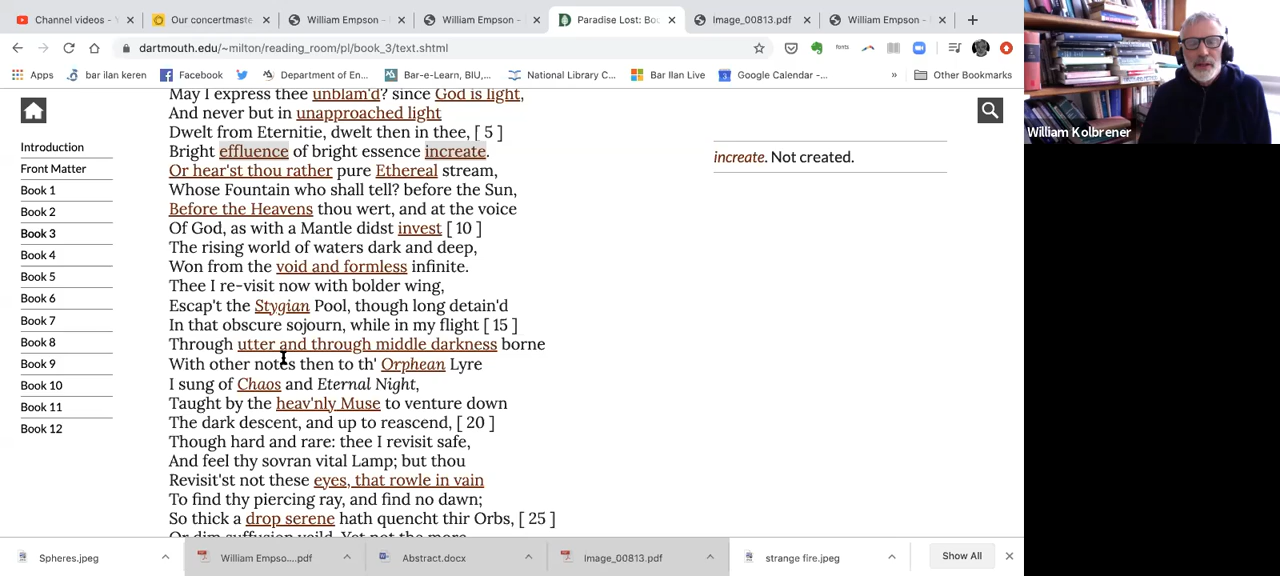 Channel videos - Y
Our concertmaste
William Empson -
William Empson -
Paradise Lost: Bou
Image_00813.pdf
William Empson -
dartmouth.edu/~milton/reading_room/pl/book_3/text.shtml
fonts
Apps
bar ilan keren
Facebook
Department of En...
Bar-e-Learn, BIU,...
National Library C...
Bar Ilan Live
Google Calendar -...
»
Other Bookmarks
Introduction
Front Matter
Book 1
Book 2
Book 3
Book 4
Book 5
Book 6
Book 7
Book 8
Book 9
Book 10
Book 11
Book 12
May I express thee unblam'd? since God is light,
And never but in unapproached light
Dwelt from Eternitie, dwelt then in thee, [ 5 ]
Bright effluence of bright essence increate.
Or hear'st thou rather pure Ethereal stream,
Whose Fountain who shall tell? before the Sun,
Before the Heavens thou wert, and at the voice
Of God, as with a Mantle didst invest [ 10 ]
The rising world of waters dark and deep,
Won from the void and formless infinite.
Thee I re-visit now with bolder wing,
Escap't the Stygian Pool, though long detain'd
In that obscure sojourn, while in my flight [ 15 ]
Through utter and through middle darkness borne
With other notes then to th' Orphean Lyre
I sung of Chaos and Eternal Night,
Taught by the heav'nly Muse to venture down
The dark descent, and up to reascend, [ 20 ]
Though hard and rare: thee I revisit safe,
And feel thy sovran vital Lamp; but thou
Revisit'st not these eyes, that rowle in vain
To find thy piercing ray, and find no dawn;
So thick a drop serene hath quencht thir Orbs, [ 25 ]
Or dim suffusion veild. Yet not the more
increate. Not created.
William Kolbrener
Spheres.jpeg
William Empso....pdf
Abstract.docx
Image_00813.pdf
strange fire.jpeg
Show All